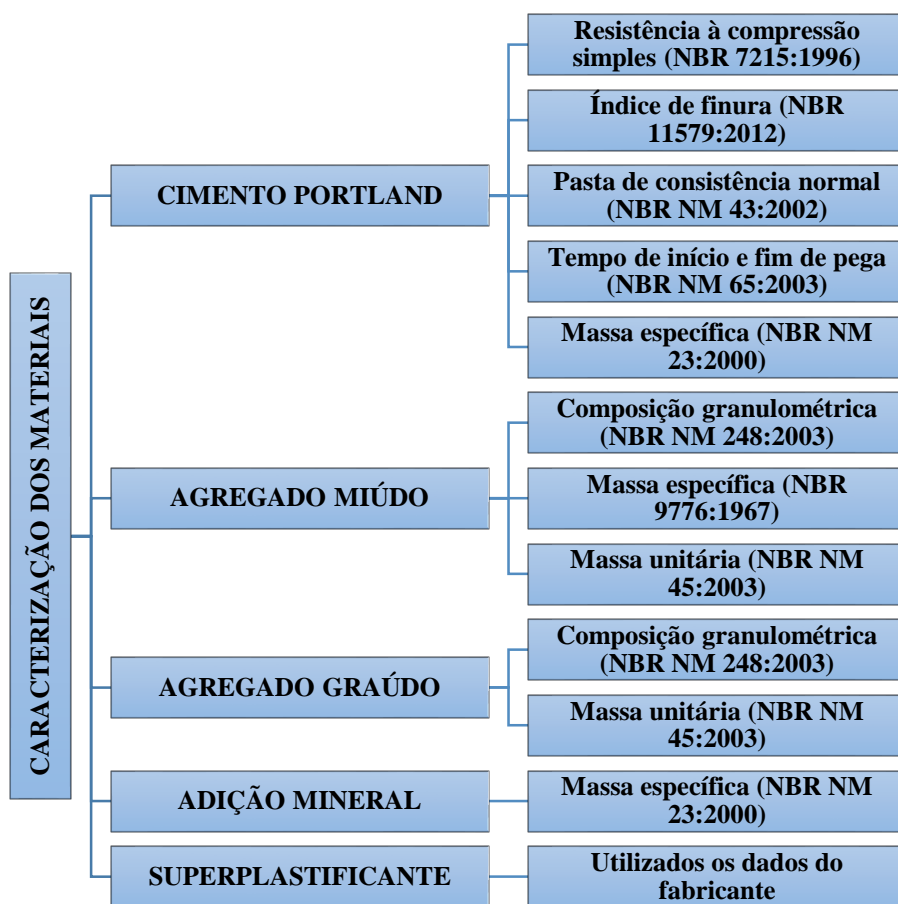 CARACTERIZAÇÃO DOS MATERIAIS
CIMENTO PORTLAND
Resistência à compressão
simples (NBR 7215:1996)
Índice de finura (NBR
11579:2012)
Pasta de consistência normal
(NBR NM 43:2002)
Tempo de início e fim de pega
(NBR NM 65:2003)
Massa específica (NBR NM
23:2000)
AGREGADO MIÚDO
Composição granulométrica
(NBR NM 248:2003)
Massa específica (NBR
9776:1967)
Massa unitária (NBR NM
45:2003)
AGREGADO GRAÚDO
Composição granulométrica
(NBR NM 248:2003)
Massa unitária (NBR NM
45:2003)
ADIÇÃO MINERAL
Massa específica (NBR NM
23:2000)
SUPERPLASTIFICANTE
Utilizados os dados do
fabricante